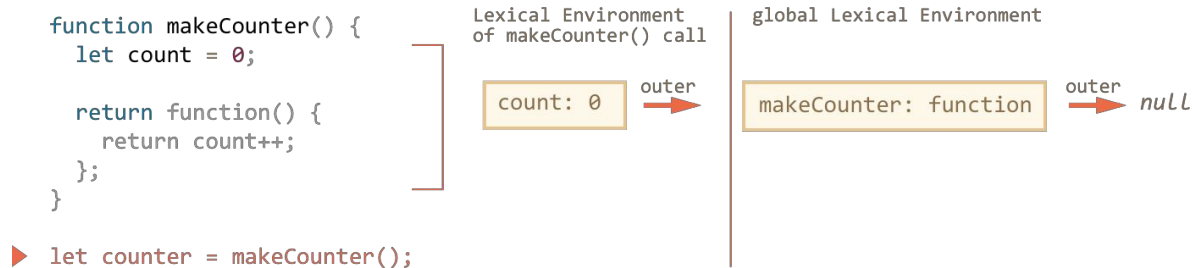 function makeCounter() {
  let count = 0;

  return function() {
    return count++;
  };
}

let counter = makeCounter();
Lexical Environment
of makeCounter() call
count: 0
outer
global Lexical Environment
makeCounter: function
outer
null